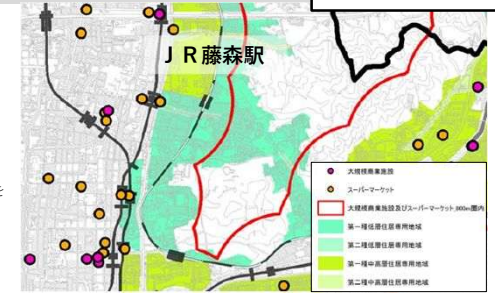 JR藤森駅
を
大規模商業施設
スーパーマーケット
大規模商業施設及びスーパーマーケット800m圏内
第一種低層住居専用地域
第二種低層住居専用地域
第一種中高層住居専用地域
第二種中高層住居専用地域